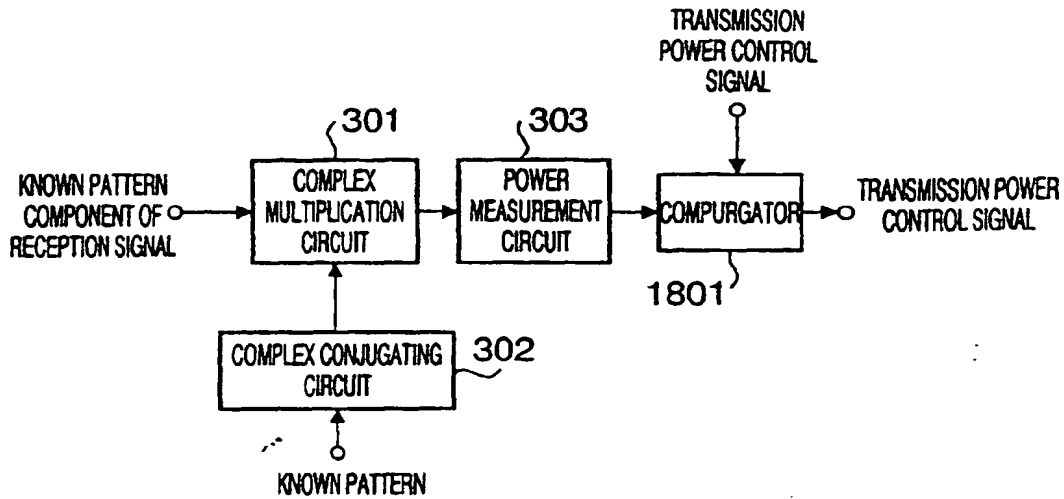 TRANSMISSION
POWER CONTROL
SIGNAL
301
303
KNOWN PATTERN
COMPONENT OF
RECEPTION SIGNAL
COMPLEX
MULTIPLICATION
CIRCUIT
POWER
MEASUREMENT
CIRCUIT
COMPURGATOR
TRANSMISSION POWER
CONTROL SIGNAL
1801
COMPLEX CONJUGATING
CIRCUIT
302
KNOWN PATTERN